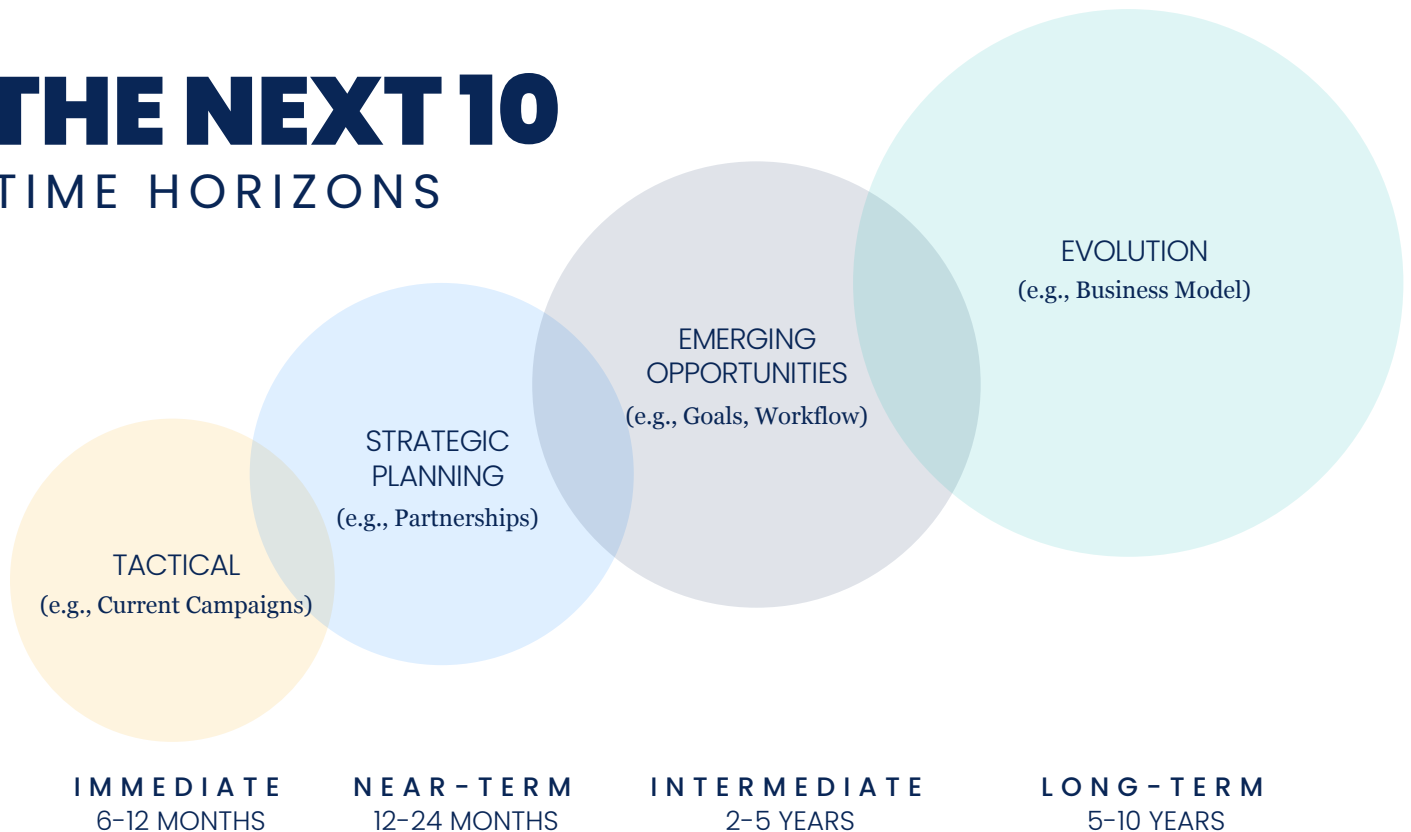 THE NEXT 10
TIME HORIZONS
EVOLUTION
(e.g., Business Model)
EMERGING
OPPORTUNITIES
(e.g., Goals, Workflow)
STRATEGIC
PLANNING
(e.g., Partnerships)
TACTICAL
(e.g., Current Campaigns)
IMMEDIATE
6-12 MONTHS
NEAR-TERM
12-24 MONTHS
INTERMEDIATE
2-5 YEARS
LONG-TERM
5-10 YEARS